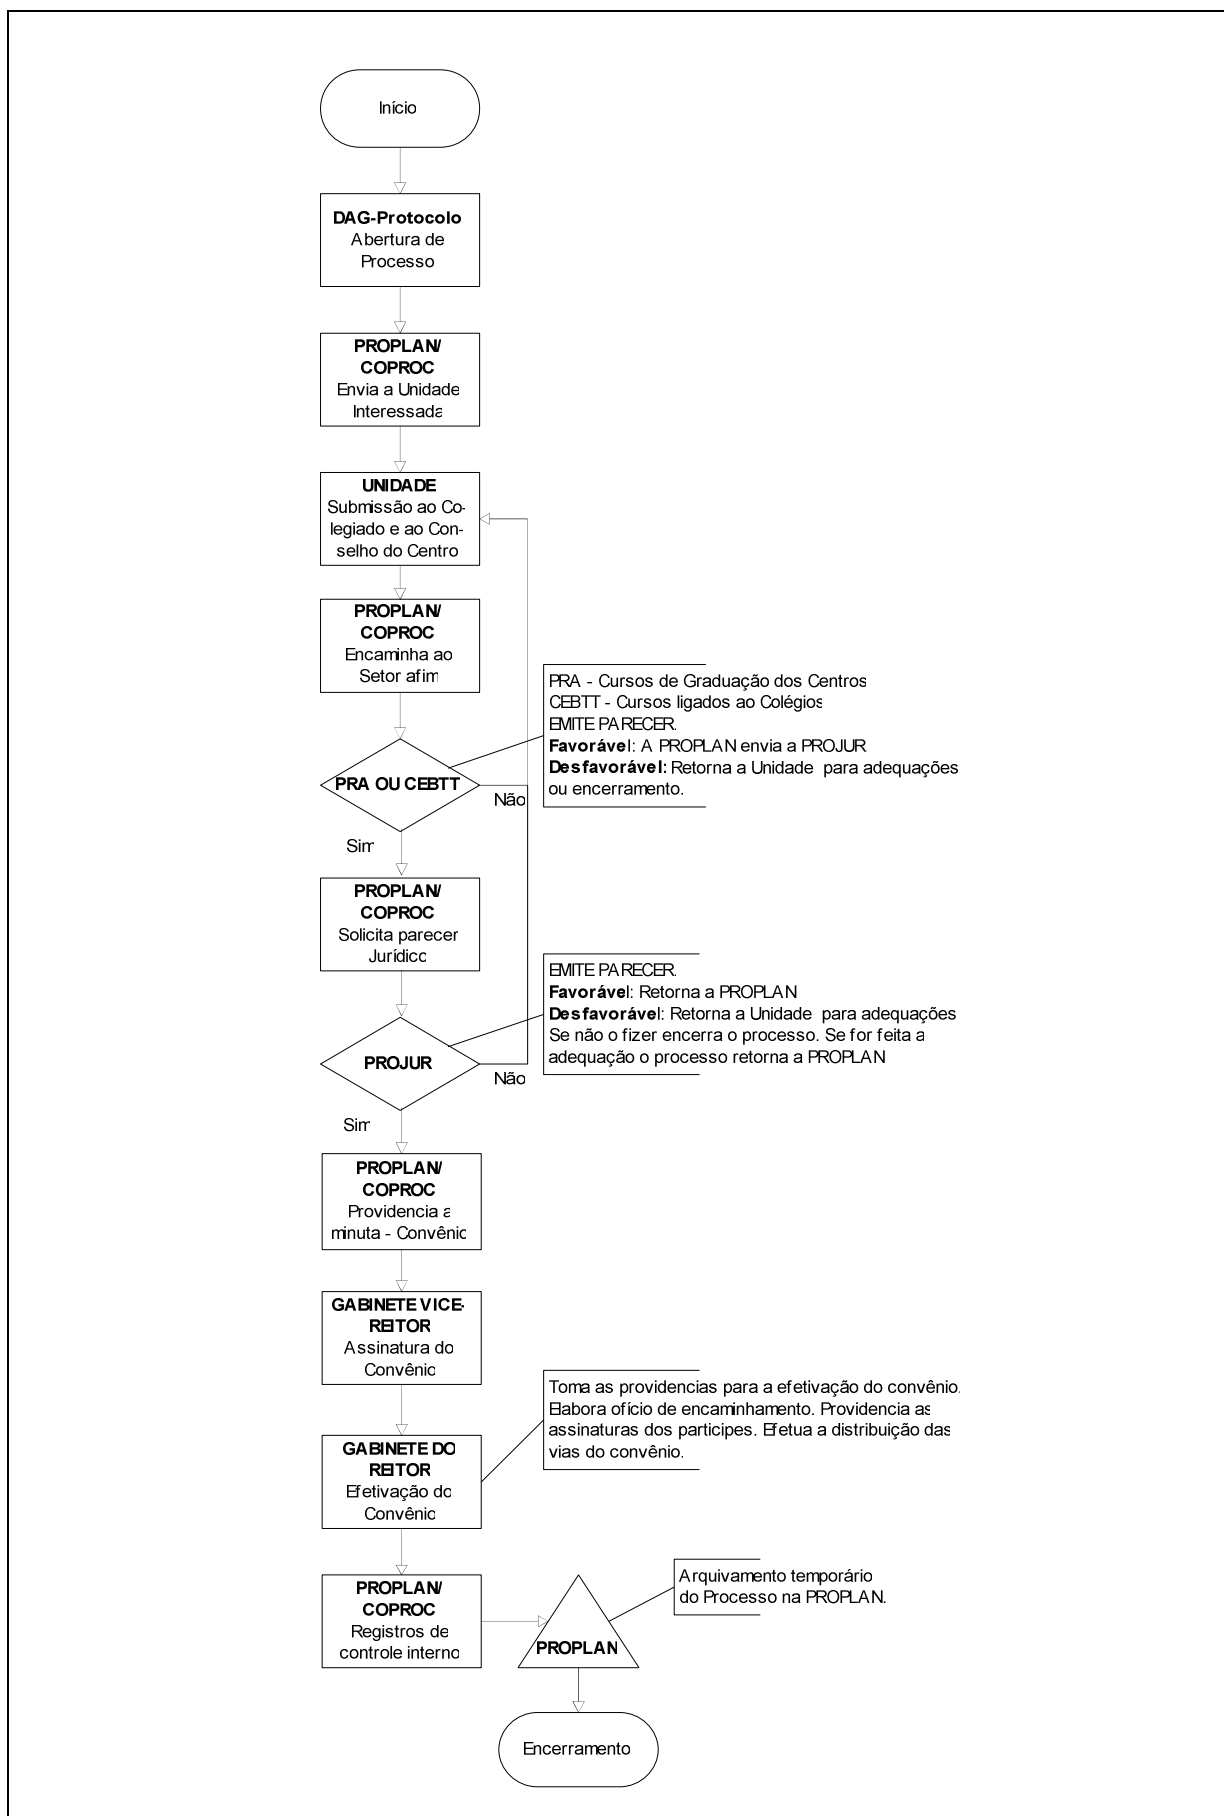 Início
DAG-Protocolo
Abertura de
Processo
PROPLAN/
COPROC
Envia a Unidade
Interessada
UNIDADE
Submissão ao Co-
legiado e ao Con-
selho do Centro
PROPLAN/
COPROC
Encaminha ao
Setor afim
PRA - Cursos de Graduação dos Centros
CEBTT - Cursos ligados ao Colégios
EMITE PARECER.
Favorável: A PROPLAN envia a PROJUR
Desfavorável: Retorna a Unidade para adequações
ou encerramento.
PRA OU CEBTT
Não
Sim
PROPLAN/
COPROC
Solicita parecer
Jurídico
EMITE PARECER.
Favorável: Retorna a PROPLAN
Desfavorável: Retorna a Unidade para adequações
Se não o fizer encerra o processo. Se for feita a
adequação o processo retorna a PROPLAN
PROJUR
Não
Sim
PROPLAN/
COPROC
Providencia a
minuta - Convênio
GABINETE VICE-
REITOR
Assinatura do
Convênio
Toma as providencias para a efetivação do convênio.
Elabora ofício de encaminhamento. Providencia as
assinaturas dos participes. Efetua a distribuição das
vias do convênio.
GABINETE DO
REITOR
Efetivação do
Convênio
PROPLAN/
COPROC
Registros de
controle interno
Arquivamento temporário
do Processo na PROPLAN.
PROPLAN
Encerramento